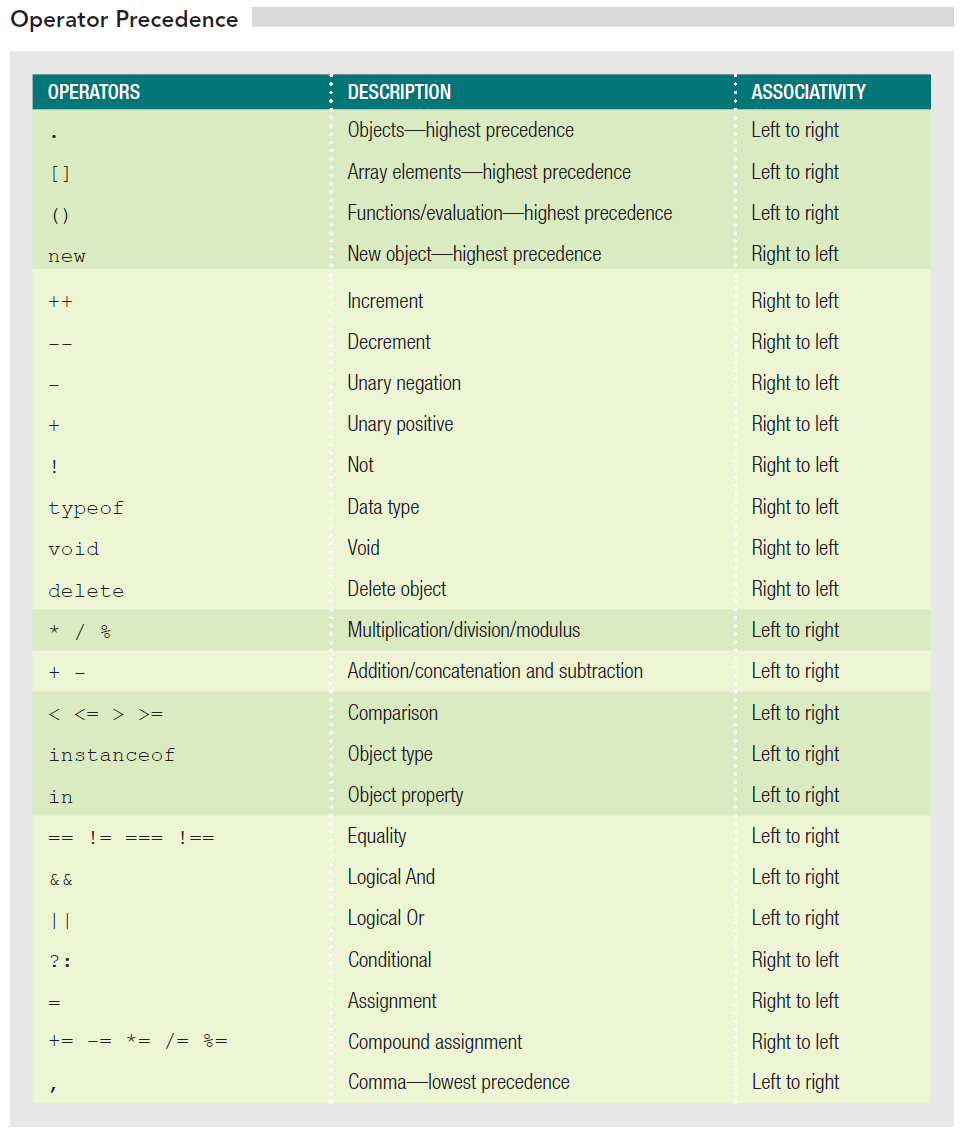 Operator Precedence
OPERATORS DESCRIPTION ASSOCIATIVITY
. Objects—highest precedence Left to right
[] Array elements—highest precedence Left to right
() Functions/evaluation—highest precedence Left to right
new New object—highest precedence Right to left
++ Increment Right to left
-- Decrement Right to left
- Unary negation Right to left
+ Unary positive Right to left
! Not Right to left
typeof Data type Right to left
void Void Right to left
delete Delete object Right to left
* / % Multiplication/division/modulus Left to right
+ - Addition/concatenation and subtraction Left to right
< <= > >= Comparison Left to right
instanceof Object type Left to right
in Object property Left to right
== != === !== Equality Left to right
&& Logical And Left to right
|| Logical Or Left to right
?: Conditional Right to left
= Assignment Right to left
+= -= *= /= %= Compound assignment Right to left
, Comma—lowest precedence Left to right